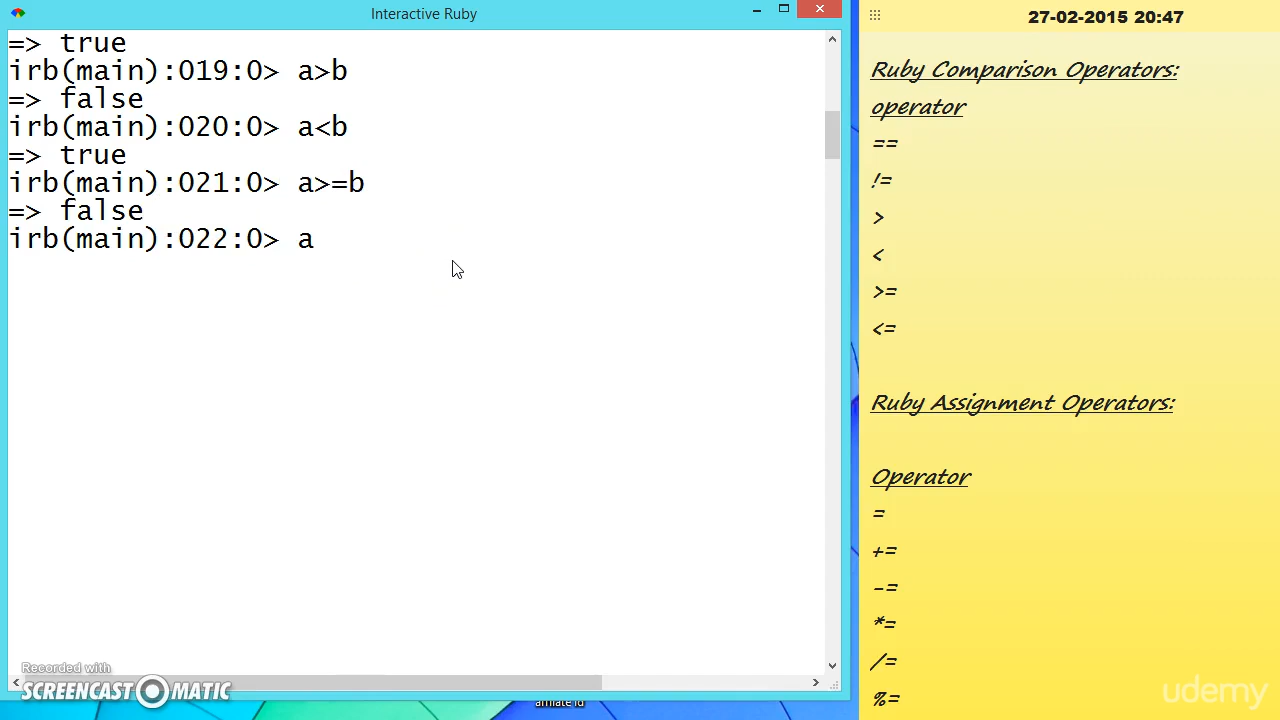 Interactive Ruby
=> true
irb(main):019:0> a>b
=> false
irb(main):020:0> a<b
=> true
irb(main):021:0> a>=b
=> false
irb(main):022:0> a
Recorded with
SCREENCAST MATIC
27-02-2015 20:47
Ruby Comparison Operators:
operator
==
!=
>
<
>=
<=
Ruby Assignment Operators:
Operator
=
+=
-=
*=
/=
%=
udemy